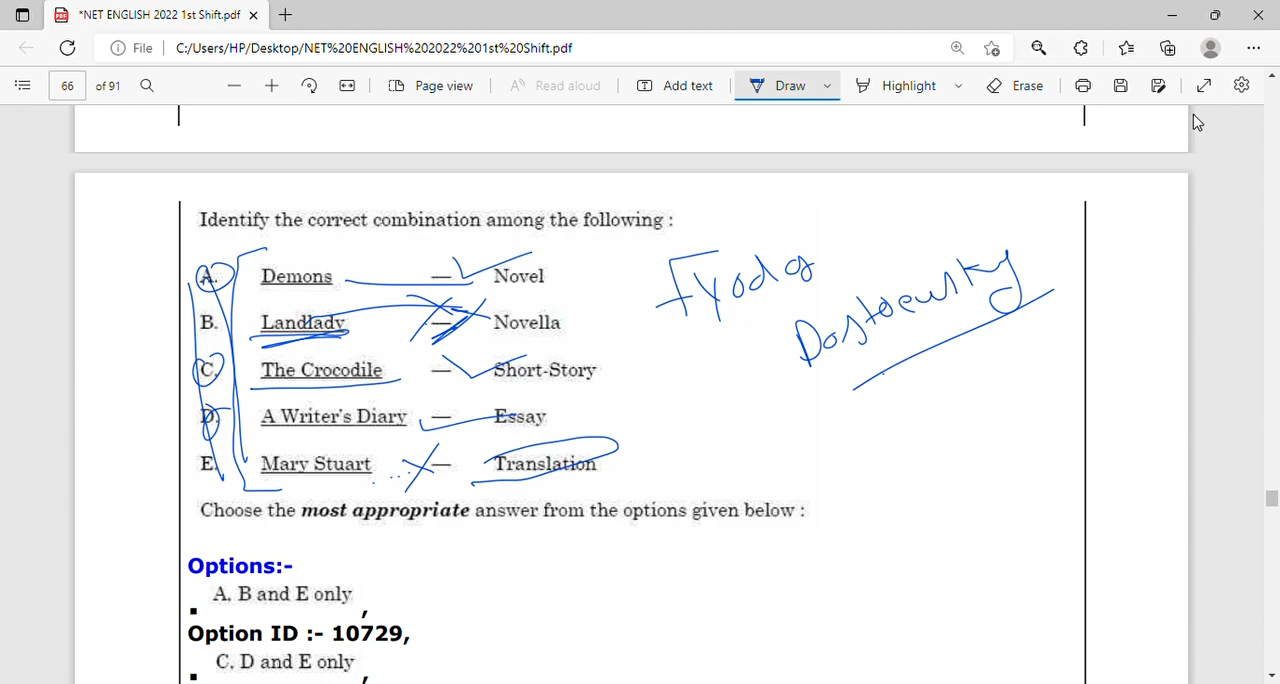 *NET ENGLISH 2022 1st Shift.pdf
File C:/Users/HP/Desktop/NET%20ENGLISH%202022%201st%20Shift.pdf
66 of 91 Page view Read aloud Add text Draw Highlight Erase
Identify the correct combination among the following :
A. Demons — Novel
B. Landlady — Novella
C. The Crocodile — Short-Story
D. A Writer's Diary — Essay
E. Mary Stuart — Translation
Fyodo
Dostoevsky
Choose the most appropriate answer from the options given below :
Options:-
A. B and E only
,
Option ID :- 10729,
C. D and E only
,